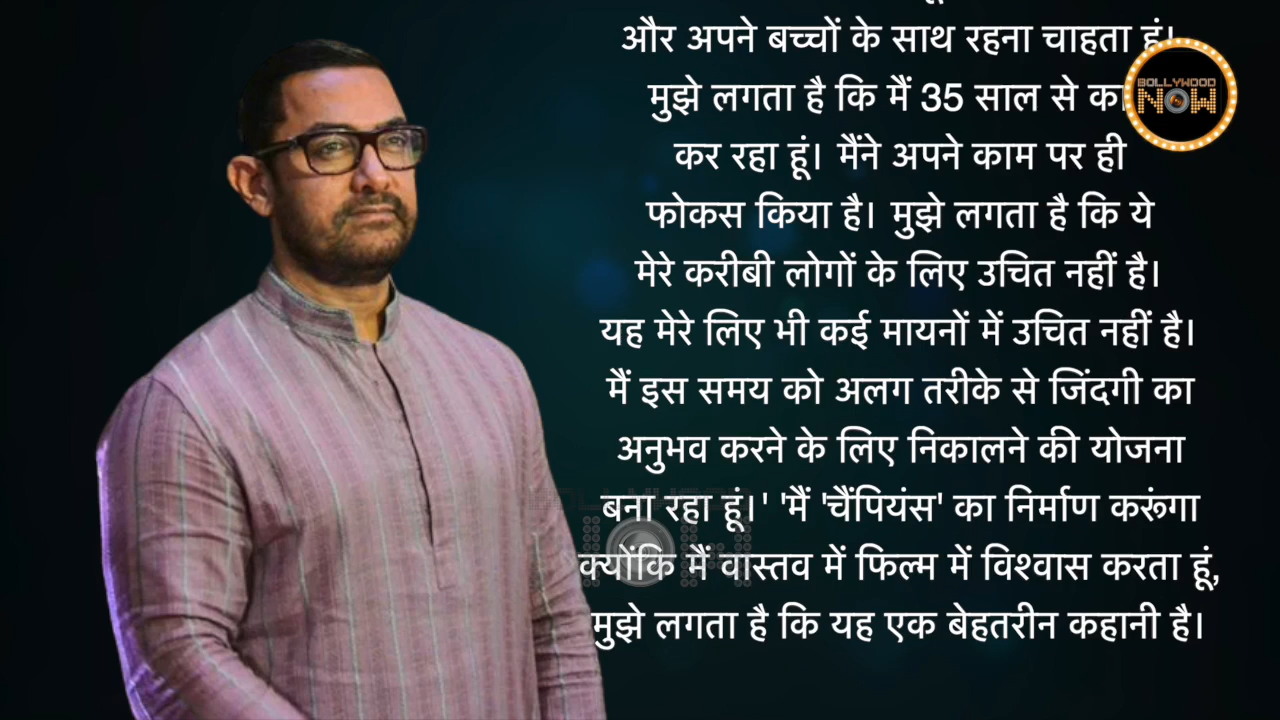 और अपने बच्चों के साथ रहना चाहता हूं।
मुझे लगता है कि मैं 35 साल से
कर रहा हूं। मैंने अपने काम पर ही
फोकस किया है। मुझे लगता है कि ये
मेरे करीबी लोगों के लिए उचित नहीं है।
यह मेरे लिए भी कई मायनों में उचित नहीं है।
मैं इस समय को अलग तरीके से जिंदगी का
अनुभव करने के लिए निकालने की योजना
बना रहा हूं।' 'मैं 'चैंपियंस' का निर्माण करूंगा
क्योंकि मैं वास्तव में फिल्म में विश्वास करता हूं,
मुझे लगता है कि यह एक बेहतरीन कहानी है।
BOLLYWOOD
NOW
BOLLYWOOD
NOW